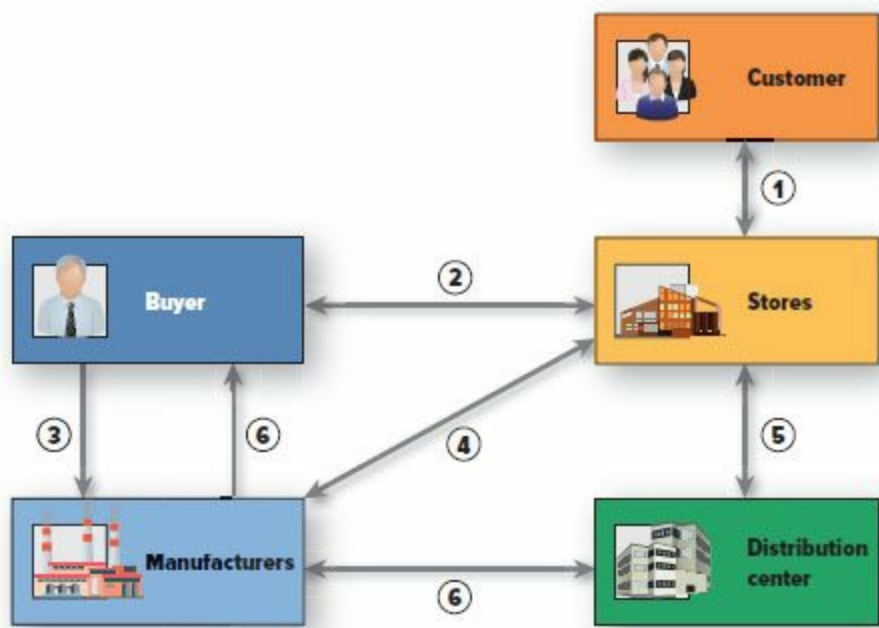 Customer
①
Buyer
②
Stores
③
⑥
④
⑤
Manufacturers
⑥
Distribution
center